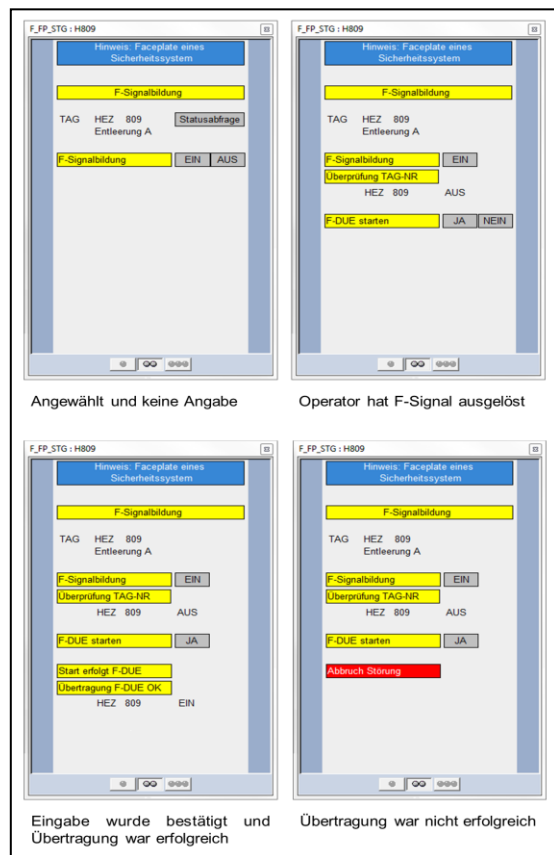 F_FP_STG : H809
Hinweis: Faceplate eines
Sicherheitssystem
F-Signalbildung
TAG HEZ 809 Statusabfrage
Entleerung A
F-Signalbildung EIN AUS
Angewählt und keine Angabe
F_FP_STG : H809
Hinweis: Faceplate eines
Sicherheitssystem
F-Signalbildung
TAG HEZ 809
Entleerung A
F-Signalbildung EIN
Überprüfung TAG-NR
HEZ 809 AUS
F-DUE starten JA NEIN
Operator hat F-Signal ausgelöst
F_FP_STG : H809
Hinweis: Faceplate eines
Sicherheitssystem
F-Signalbildung
TAG HEZ 809
Entleerung A
F-Signalbildung EIN
Überprüfung TAG-NR
HEZ 809 AUS
F-DUE starten JA
Start erfolgt F-DUE
Übertragung F-DUE OK
HEZ 809 EIN
Eingabe wurde bestätigt und
Übertragung war erfolgreich
F_FP_STG : H809
Hinweis: Faceplate eines
Sicherheitssystem
F-Signalbildung
TAG HEZ 809
Entleerung A
F-Signalbildung EIN
Überprüfung TAG-NR
HEZ 809 AUS
F-DUE starten JA
Abbruch Störung
Übertragung war nicht erfolgreich